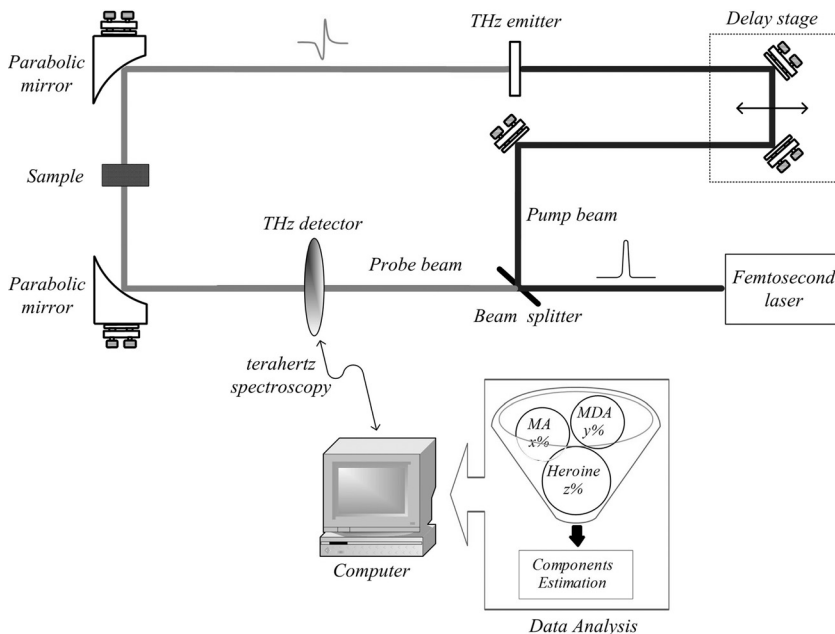 THz emitter
Delay stage
Parabolic
mirror
Sample
Pump beam
THz detector
Probe beam
Parabolic
mirror
Beam splitter
Femtosecond
laser
terahertz
spectroscopy
MA
x%
MDA
y%
Heroine
z%
Components
Estimation
Computer
Data Analysis